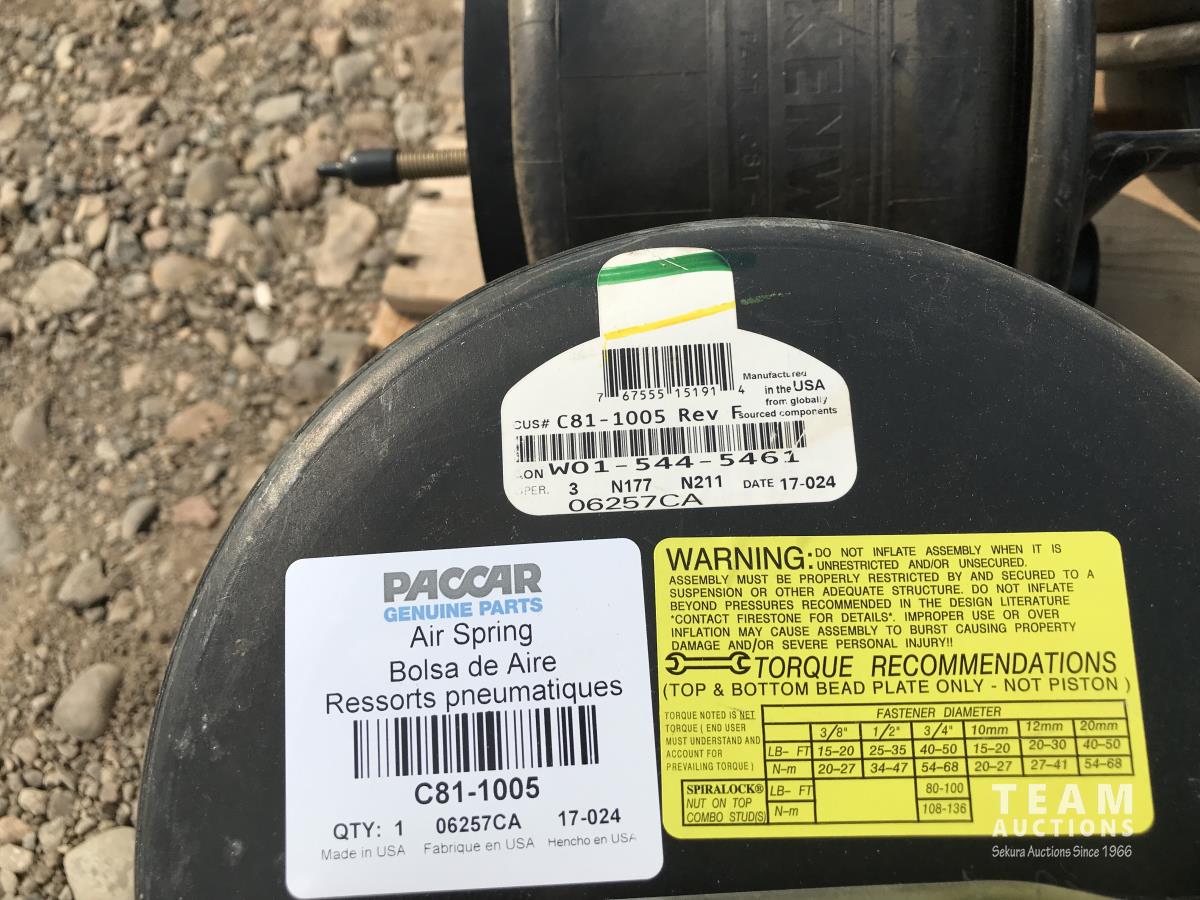 KENW
PART C81-
7 67555 15191 4
Manufactured
in the USA
from globally
sourced components
CUS# C81-1005 Rev F
W01-544-5461
3 N177 N211 DATE 17-024
06257CA
PACCAR
GENUINE PARTS
Air Spring
Bolsa de Aire
Ressorts pneumatiques
C81-1005
QTY: 1 06257CA 17-024
Made in USA Fabrique en USA Hencho en USA
WARNING: DO NOT INFLATE ASSEMBLY WHEN IT IS
UNRESTRICTED AND/OR UNSECURED.
ASSEMBLY MUST BE PROPERLY RESTRICTED BY AND SECURED TO A
SUSPENSION OR OTHER ADEQUATE STRUCTURE. DO NOT INFLATE
BEYOND PRESSURES RECOMMENDED IN THE DESIGN LITERATURE
"CONTACT FIRESTONE FOR DETAILS". IMPROPER USE OR OVER
INFLATION MAY CAUSE ASSEMBLY TO BURST CAUSING PROPERTY
DAMAGE AND/OR SEVERE PERSONAL INJURY!!
TORQUE RECOMMENDATIONS
(TOP & BOTTOM BEAD PLATE ONLY - NOT PISTON )
TORQUE NOTED IS NET
TORQUE ( END USER
MUST UNDERSTAND AND
ACCOUNT FOR
PREVAILING TORQUE )
FASTENER DIAMETER
3/8" 1/2" 3/4" 10mm 12mm 20mm
LB- FT 15-20 25-35 40-50 15-20 20-30 40-50
N-m 20-27 34-47 54-68 20-27 27-41 54-68
SPIRALOCK®
NUT ON TOP
COMBO STUD(S)
LB- FT 80-100
N-m 108-136
TEAM
AUCTIONS
Sekura Auctions Since 1966